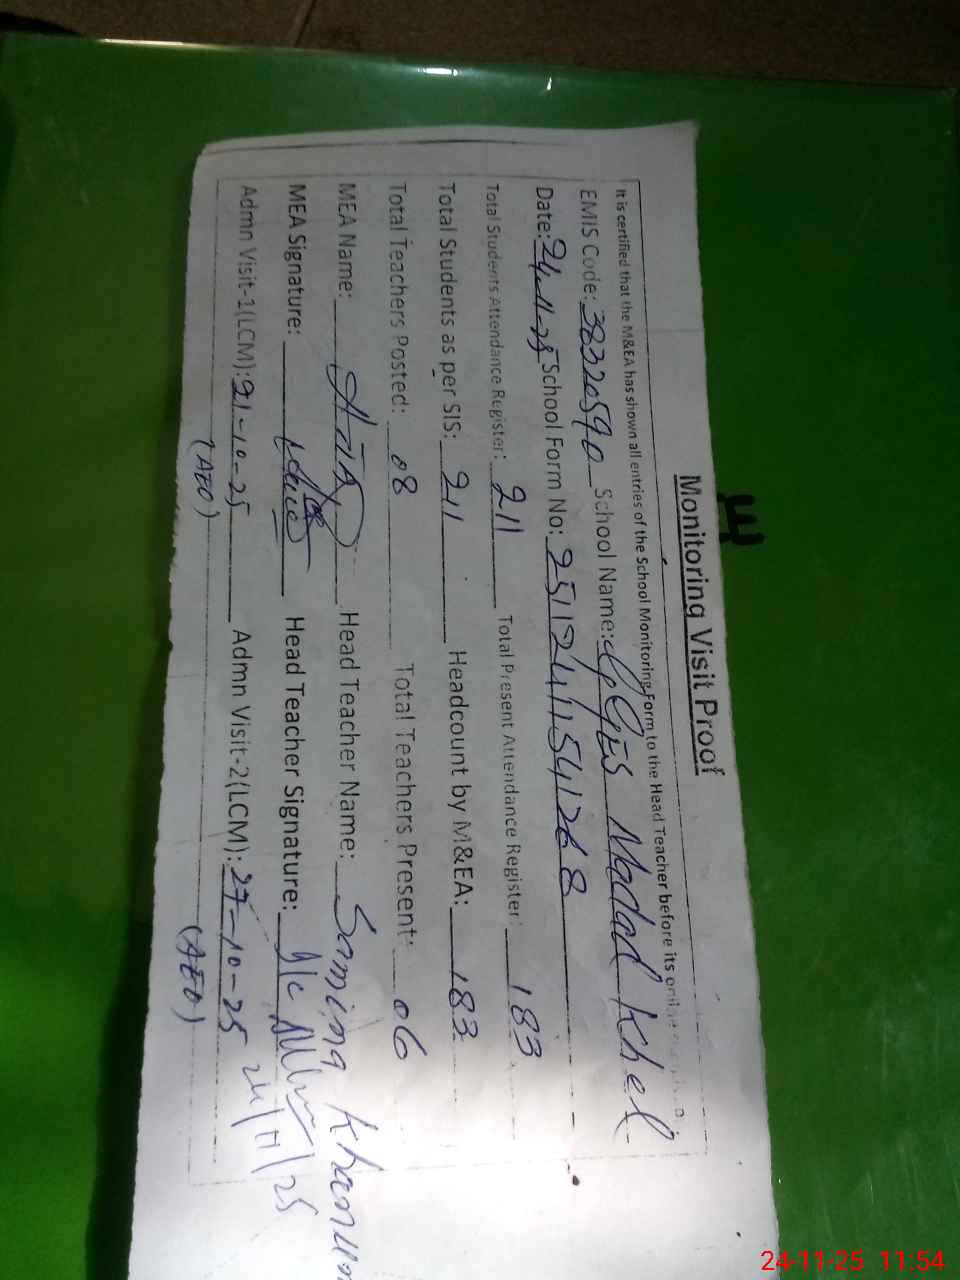 E
Monitoring Visit Proof
It is certified that the M&EA has shown all entries of the School Monitoring Form to the Head Teacher before its online
EMIS Code: 38320590 School Name: GGES Madad Khel
Date: 24-11-25 School Form No: 25112411541268
Total Students Attendance Register: 211 Total Present Attendance Register: 183
Total Students as per SIS: 211 Headcount by M&EA: 183
Total Teachers Posted: 08 Total Teachers Present: 06
MEA Name: Head Teacher Name: Samina Khanum
MEA Signature: Head Teacher Signature: 24/11/25
Admn Visit-1(LCM): 21-10-25 Admn Visit-2(LCM): 27-10-25
(AEO) (AEO)
24-11-25 11:54